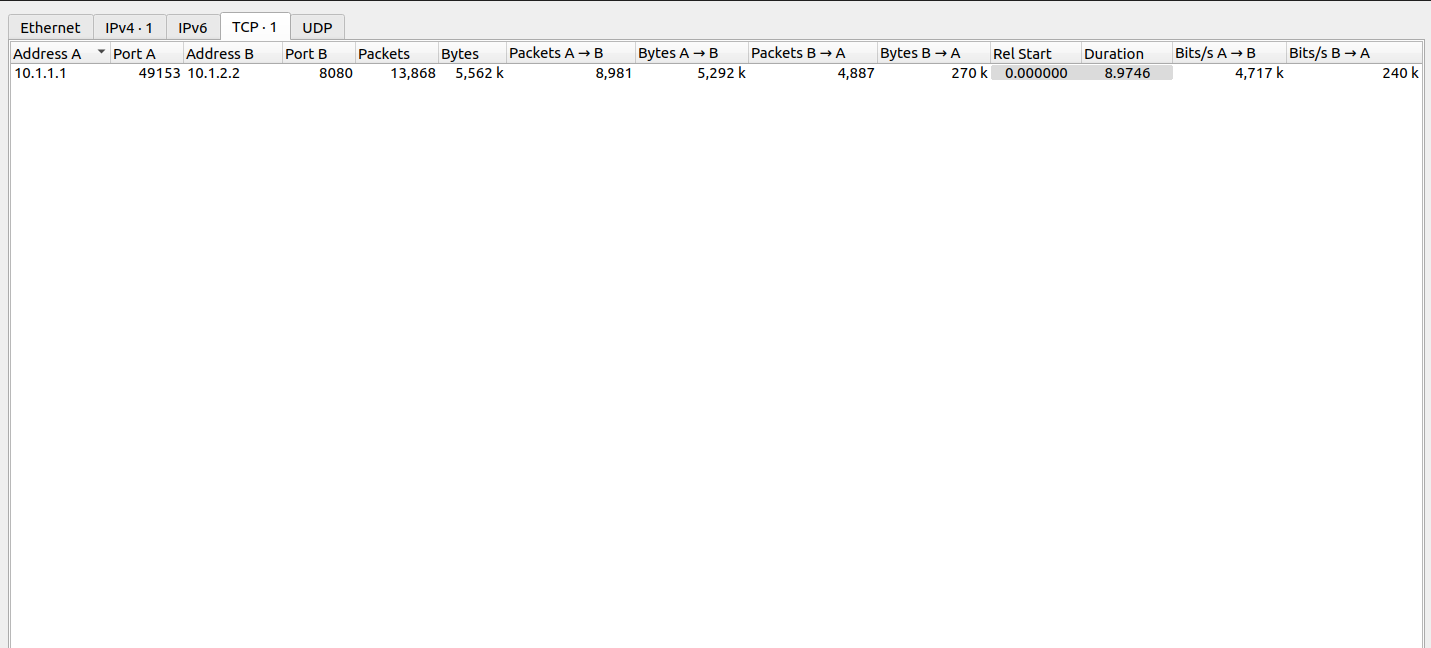 Ethernet IPv4 · 1 IPv6 TCP · 1 UDP
Address A Port A Address B Port B Packets Bytes Packets A → B Bytes A → B Packets B → A Bytes B → A Rel Start Duration Bits/s A → B Bits/s B → A
10.1.1.1 49153 10.1.2.2 8080 13,868 5,562 k 8,981 5,292 k 4,887 270 k 0.000000 8.9746 4,717 k 240 k